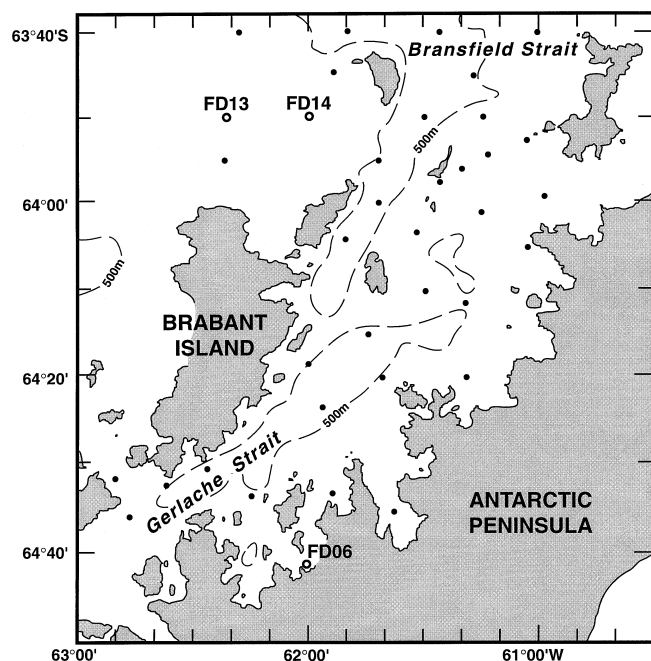 63°40'S
Bransfield Strait
FD13
FD14
500m
64°00'
500m
BRABANT
ISLAND
64°20'
500m
Gerlache Strait
ANTARCTIC
PENINSULA
64°40'
FD06
63°00'
62°00'
61°00'W